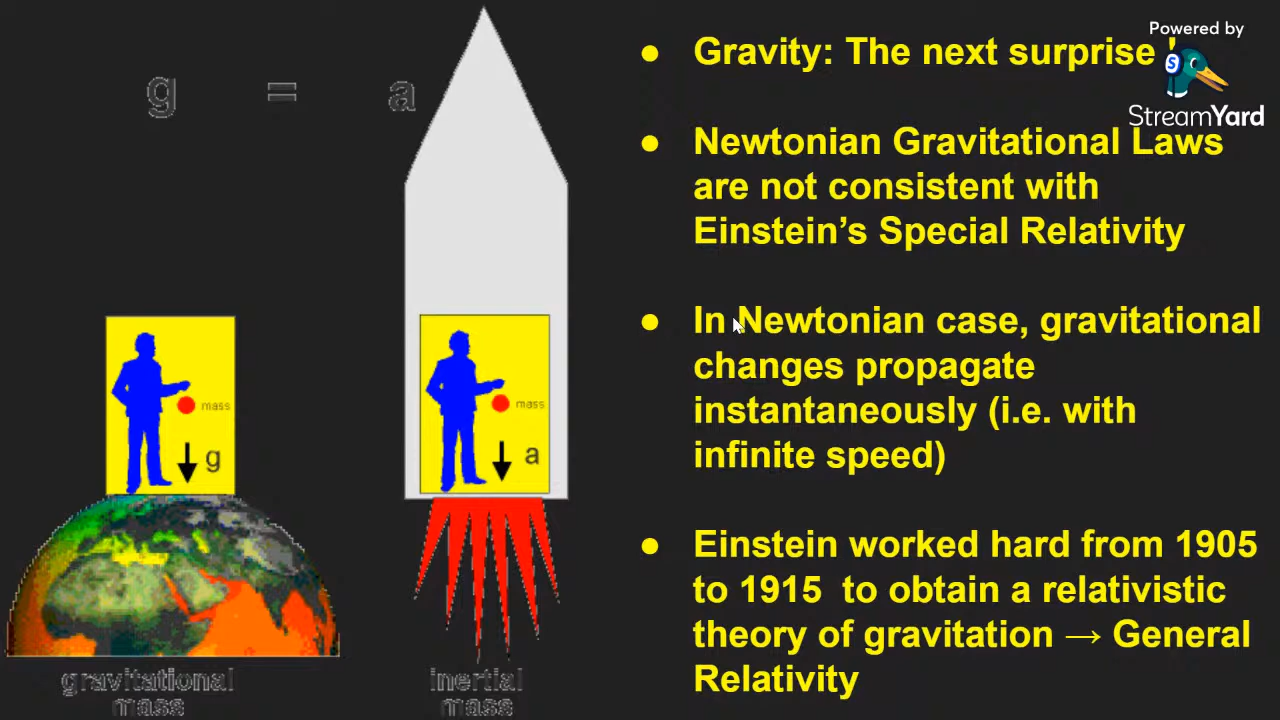 g = a
mass
g
mass
a
gravitational
mass
inertial
mass
● Gravity: The next surprise !
● Newtonian Gravitational Laws
are not consistent with
Einstein’s Special Relativity
● In Newtonian case, gravitational
changes propagate
instantaneously (i.e. with
infinite speed)
● Einstein worked hard from 1905
to 1915 to obtain a relativistic
theory of gravitation → General
Relativity
Powered by
S
StreamYard